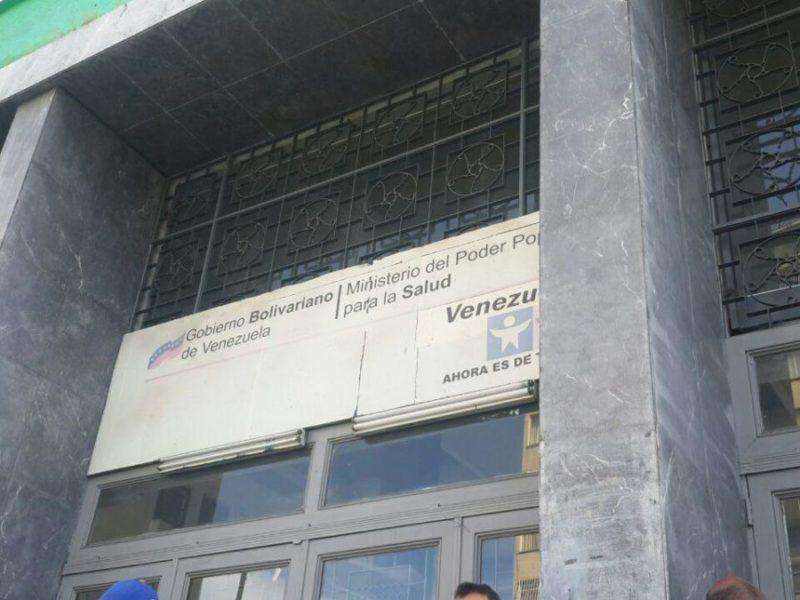 Gobierno Bolivariano
de Venezuela
Ministerio del Poder Po
para la Salud
Venezu
AHORA ES DE